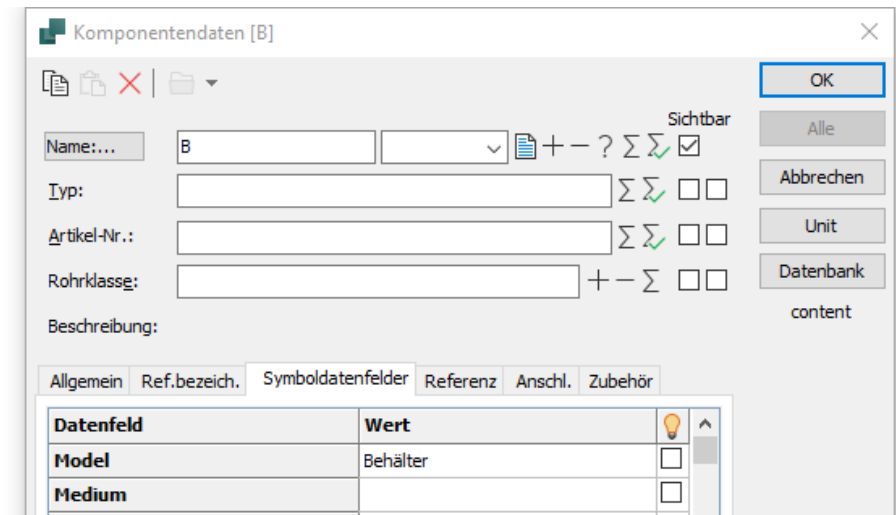 Komponentendaten [B]
OK
Sichtbar
Alle
Name:...
B
Typ:
Abbrechen
Artikel-Nr.:
Unit
Rohrklasse:
Datenbank
Beschreibung:
content
Allgemein Ref.bezeich. Symboldatenfelder Referenz Anschl. Zubehör
Datenfeld Wert
Model Behälter
Medium